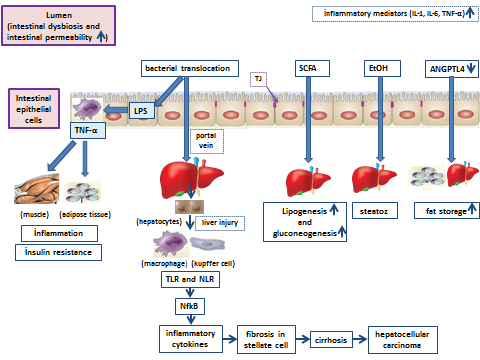 Lumen
(intestinal dysbiosis and
intestinal permeability )
İnflammatory mediators (IL-1, IL-6, TNF-α)
bacterial translocation
SCFA
EtOH
ANGPTL4
TJ
Intestinal
epithelial
cells
LPS
TNF-α
portal
vein
(muscle)
(adipose tissue)
İnflammation
İnsulin resistance
(hepatocytes)
liver injury
(macrophage)
(kupffer cell)
TLR and NLR
NfkB
inflammatory
cytokines
fibrosis in
stellate cell
cirrhosis
hepatocellular
carcinoma
Lipogenesis
and
gluconeogenesis
steatoz
fat storage